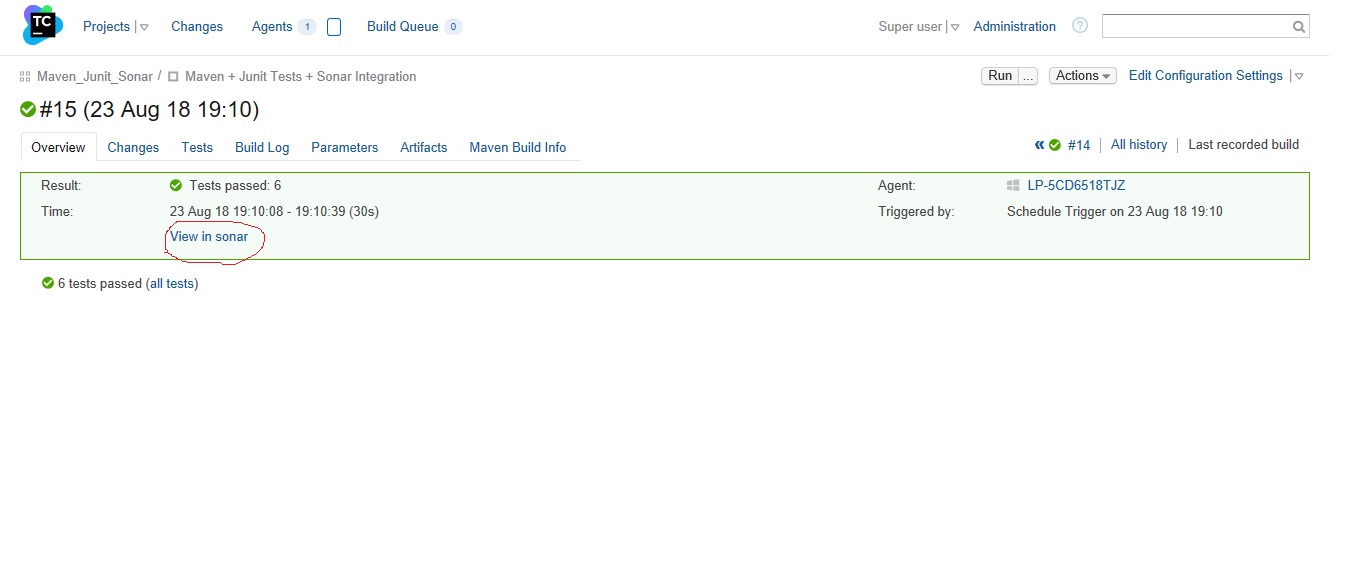 TC Projects Changes Agents 1 Build Queue 0 Super user Administration ?
Maven_Junit_Sonar / Maven + Junit Tests + Sonar Integration Run ... Actions Edit Configuration Settings
#15 (23 Aug 18 19:10)
Overview Changes Tests Build Log Parameters Artifacts Maven Build Info « #14 All history Last recorded build
Result: Tests passed: 6 Agent: LP-5CD6518TJZ
Time: 23 Aug 18 19:10:08 - 19:10:39 (30s) Triggered by: Schedule Trigger on 23 Aug 18 19:10
View in sonar
6 tests passed (all tests)